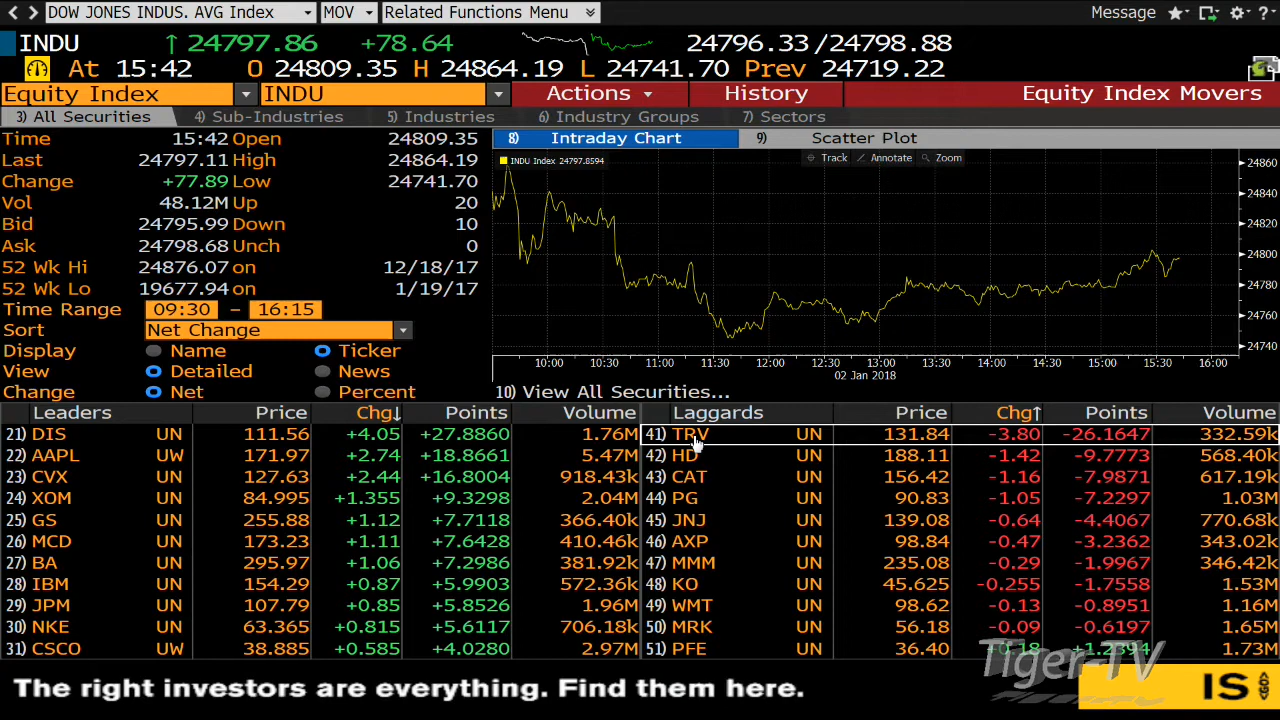 DOW JONES INDUS. AVG Index MOV Related Functions Menu Message
INDU ↑ 24797.86 +78.64 24796.33/24798.88
At 15:42 O 24809.35 H 24864.19 L 24741.70 Prev 24719.22
Equity Index INDU Actions History Equity Index Movers
3) All Securities 4) Sub-Industries 5) Industries 6) Industry Groups 7) Sectors
Time 15:42 Open 24809.35
Last 24797.11 High 24864.19
Change +77.89 Low 24741.70
Vol 48.12M Up 20
Bid 24795.99 Down 10
Ask 24798.68 Unch 0
52 Wk Hi 24876.07 on 12/18/17
52 Wk Lo 19677.94 on 1/19/17
Time Range 09:30 - 16:15
Sort Net Change
Display Name Ticker
View Detailed News
Change Net Percent
8) Intraday Chart 9) Scatter Plot
INDU Index 24797.8594 Track Annotate Zoom
24860
24840
24820
24800
24780
24760
24740
10:00 10:30 11:00 11:30 12:00 12:30 13:00 13:30 14:00 14:30 15:00 15:30 16:00
02 Jan 2018
10) View All Securities...
Leaders Price Chg↓ Points Volume Laggards Price Chg↑ Points Volume
21) DIS UN 111.56 +4.05 +27.8860 1.76M 41) TRV UN 131.84 -3.80 -26.1647 332.59k
22) AAPL UW 171.97 +2.74 +18.8661 5.47M 42) HD UN 188.11 -1.42 -9.7773 568.40k
23) CVX UN 127.63 +2.44 +16.8004 918.43k 43) CAT UN 156.42 -1.16 -7.9871 617.19k
24) XOM UN 84.995 +1.355 +9.3298 2.04M 44) PG UN 90.83 -1.05 -7.2297 1.03M
25) GS UN 255.88 +1.12 +7.7118 366.40k 45) JNJ UN 139.08 -0.64 -4.4067 770.68k
26) MCD UN 173.23 +1.11 +7.6428 410.46k 46) AXP UN 98.84 -0.47 -3.2362 343.02k
27) BA UN 295.97 +1.06 +7.2986 381.92k 47) MMM UN 235.08 -0.29 -1.9967 346.42k
28) IBM UN 154.29 +0.87 +5.9903 572.36k 48) KO UN 45.625 -0.255 -1.7558 1.53M
29) JPM UN 107.79 +0.85 +5.8526 1.96M 49) WMT UN 98.62 -0.13 -0.8951 1.16M
30) NKE UN 63.365 +0.815 +5.6117 706.18k 50) MRK UN 56.18 -0.09 -0.6197 1.65M
31) CSCO UW 38.885 +0.585 +4.0280 2.97M 51) PFE UN 36.40 +0.18 +1.2394 1.73M
Tiger-TV
The right investors are everything. Find them here. IS